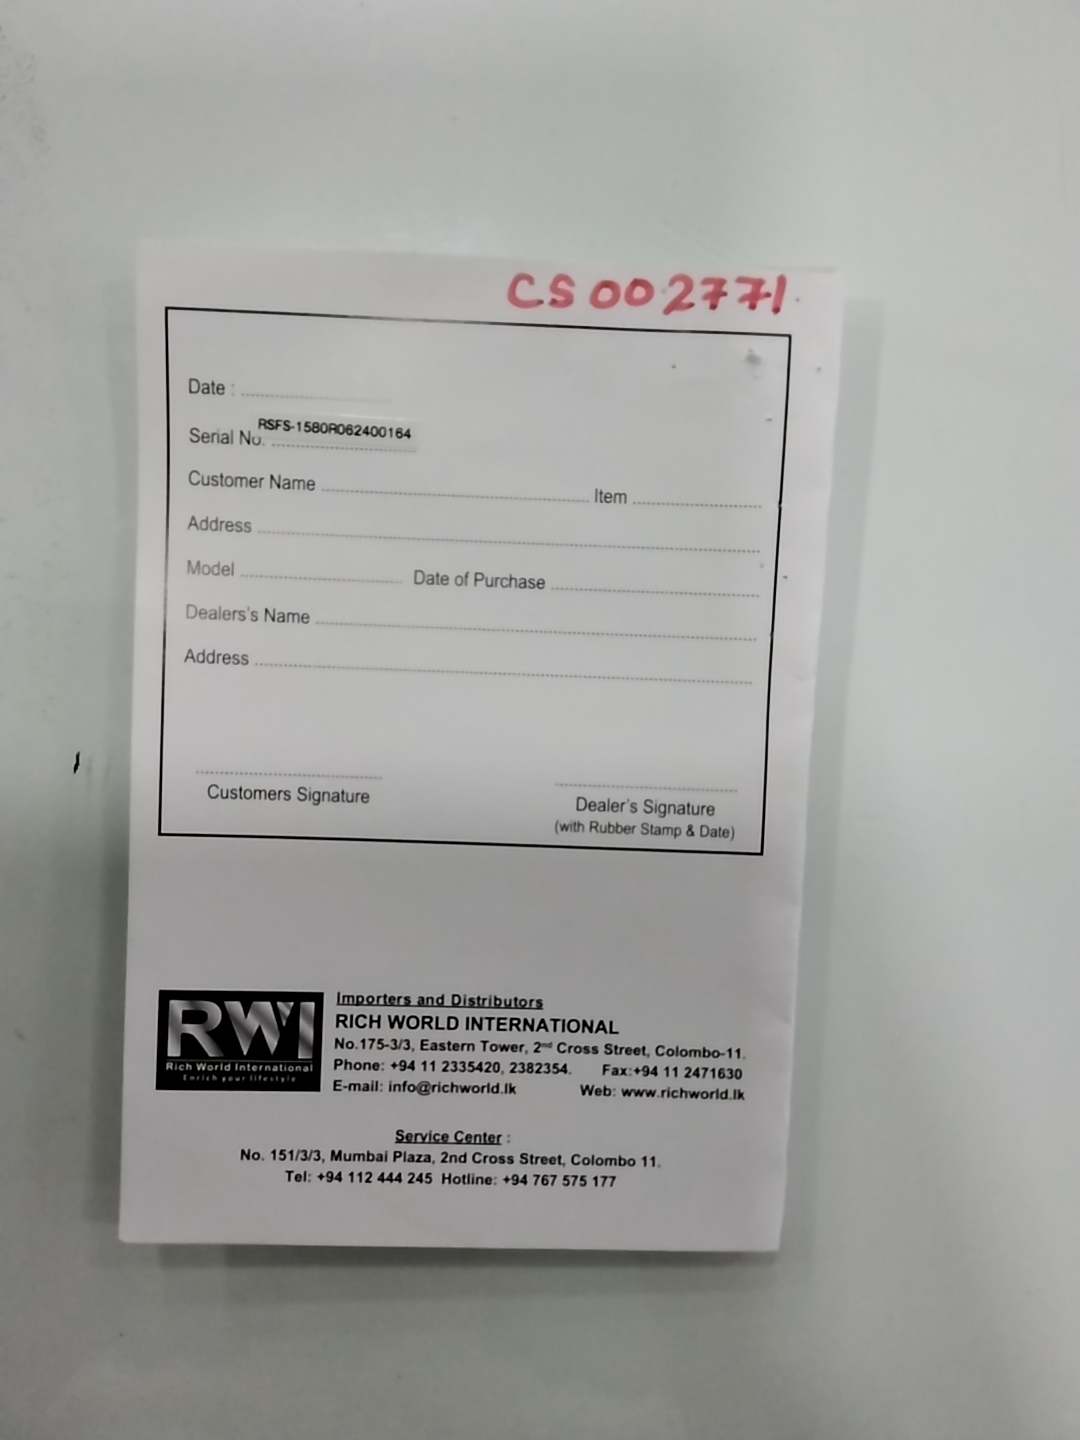 CS 002771
Date :
RSFS-1580R062400164
Serial No.
Customer Name Item
Address
Model Date of Purchase
Dealers's Name
Address
Customers Signature Dealer's Signature
(with Rubber Stamp & Date)
RWI
Rich World International
Enrich your lifestyle
Importers and Distributors
RICH WORLD INTERNATIONAL
No.175-3/3, Eastern Tower, 2nd Cross Street, Colombo-11.
Phone: +94 11 2335420, 2382354. Fax:+94 11 2471630
E-mail: info@richworld.lk Web: www.richworld.lk
Service Center :
No. 151/3/3, Mumbai Plaza, 2nd Cross Street, Colombo 11.
Tel: +94 112 444 245 Hotline: +94 767 575 177